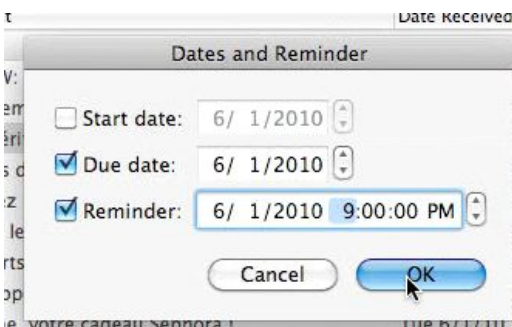 Date Received
Dates and Reminder
Start date: 6/ 1/2010
Due date: 6/ 1/2010
Reminder: 6/ 1/2010 9:00:00 PM
Cancel OK
votre cadeau Sephora !